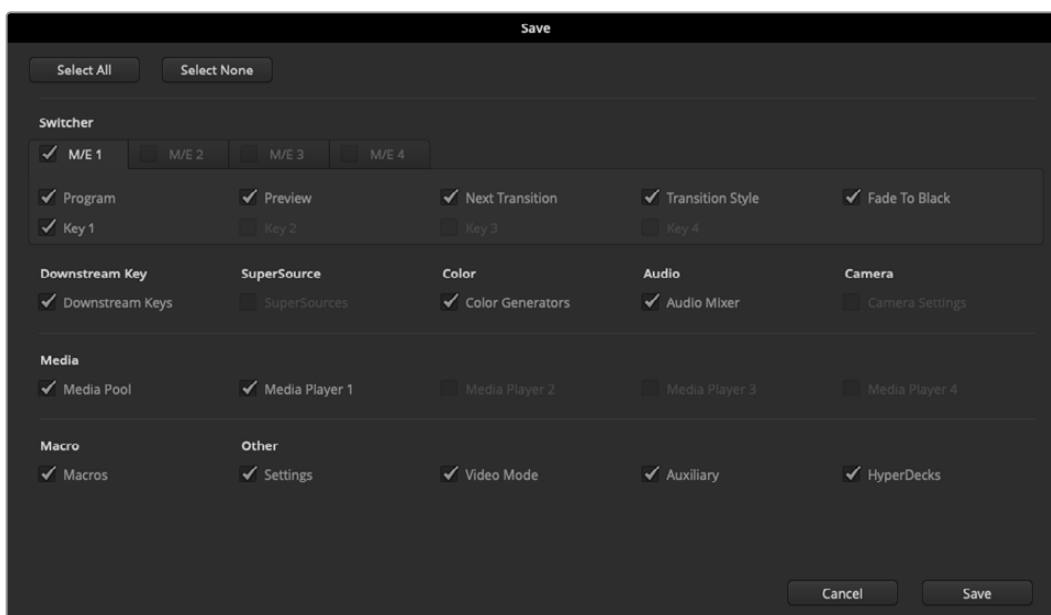 Save
Select All Select None
Switcher
M/E 1 M/E 2 M/E 3 M/E 4
Program Preview Next Transition Transition Style Fade To Black
Key 1 Key 2 Key 3 Key 4
Downstream Key SuperSource Color Audio Camera
Downstream Keys SuperSources Color Generators Audio Mixer Camera Settings
Media
Media Pool Media Player 1 Media Player 2 Media Player 3 Media Player 4
Macro Other
Macros Settings Video Mode Auxiliary HyperDecks
Cancel Save